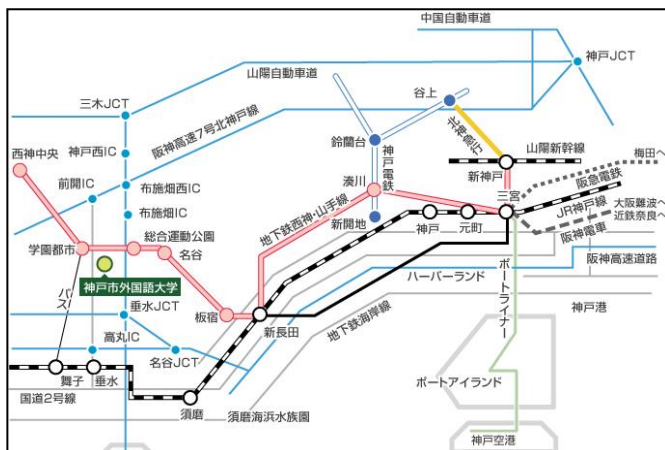 中国自動車道
神戸JCT
山陽自動車道
谷上
三木JCT
阪神高速7号北神戸線
北神急行
鈴蘭台
神戸電鉄
山陽新幹線
新神戸
梅田へ
阪急電鉄
西神中央
神戸西IC
前開IC
布施畑西IC
布施畑IC
湊川
地下鉄西神・山手線
三宮
大阪難波へ
近鉄奈良へ
JR神戸線
阪神電車
新開地
神戸
元町
学園都市
総合運動公園
名谷
神戸市外国語大学
バス
ハーバーランド
阪神高速道路
ポートライナー
神戸港
垂水JCT
板宿
新長田
地下鉄海岸線
高丸IC
名谷JCT
舞子
垂水
国道2号線
須磨
須磨海浜水族園
ポートアイランド
神戸空港